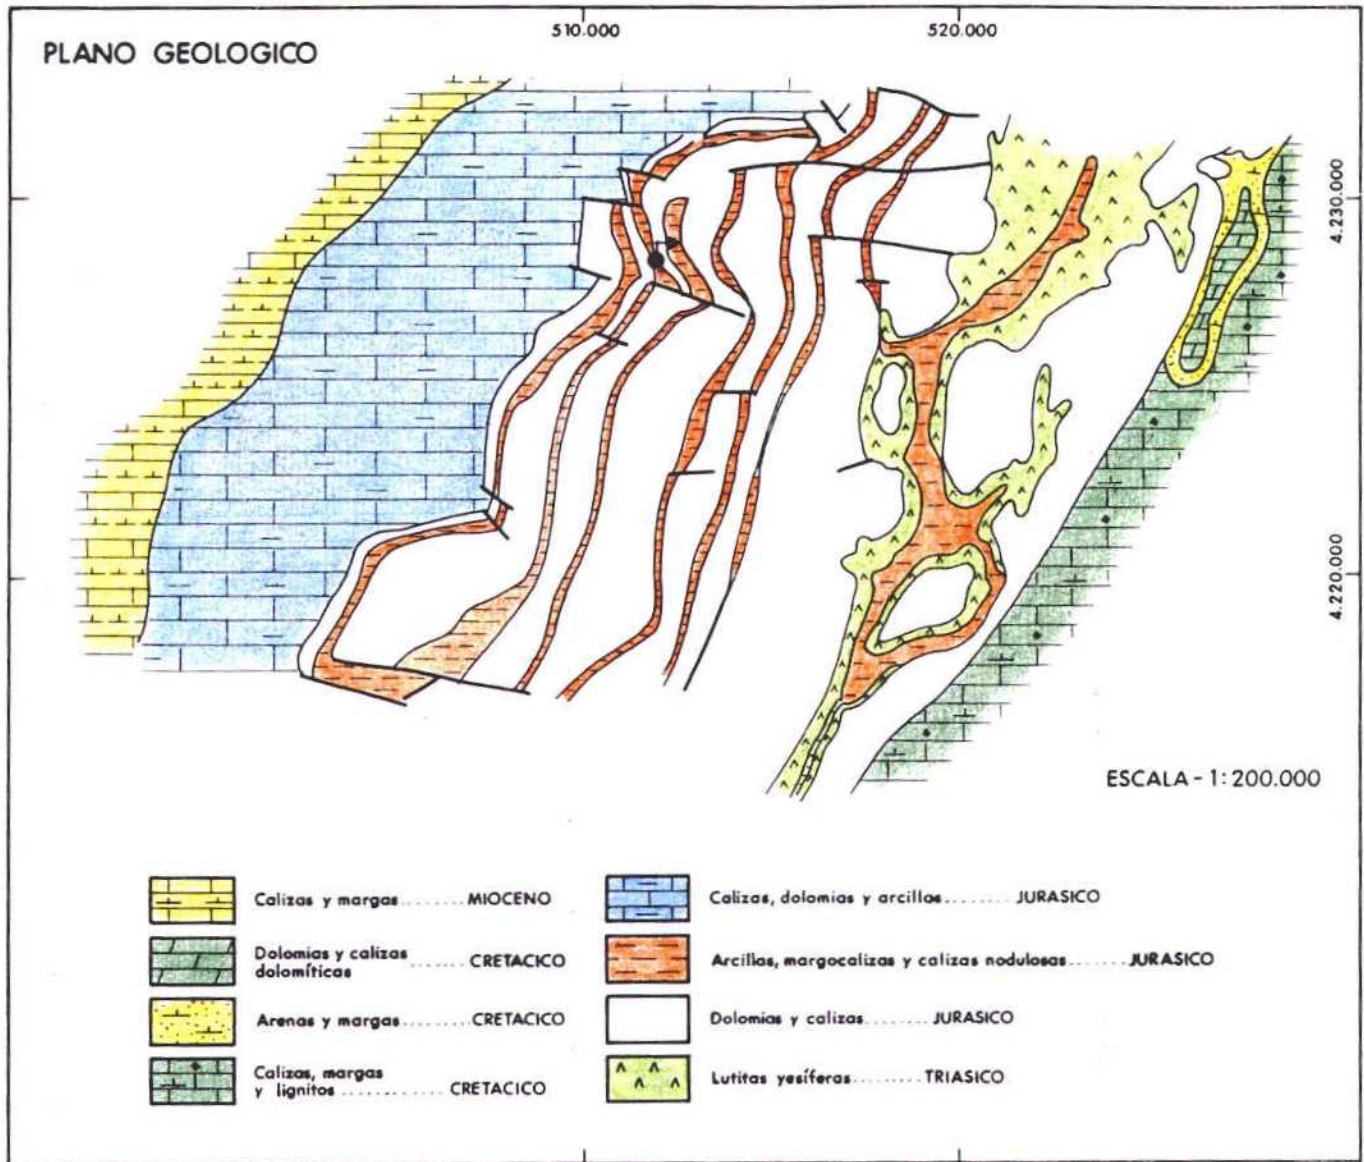 510.000
520.000
PLANO GEOLOGICO
4.230.000
4.220.000
ESCALA - 1:200.000
Calizas y margas ........ MIOCENO
Dolomias y calizas
dolomíticas ........ CRETACICO
Arenas y margas ........ CRETACICO
Calizas, margas
y lignitos ........ CRETACICO
Calizas, dolomias y arcillas ........ JURASICO
Arcillas, margocalizas y calizas nodulosas ........ JURASICO
Dolomias y calizas ........ JURASICO
Lutitas yesíferas ........ TRIASICO